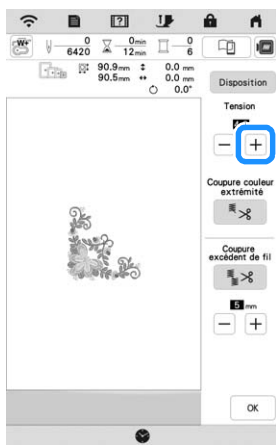 0
6420
0min
12min
0
6
90.9mm
0.0 mm
90.5mm
0.0 mm
0.0°
Disposition
Tension
Coupure couleur
extrémité
Coupure
excédent de fil
5 mm
OK